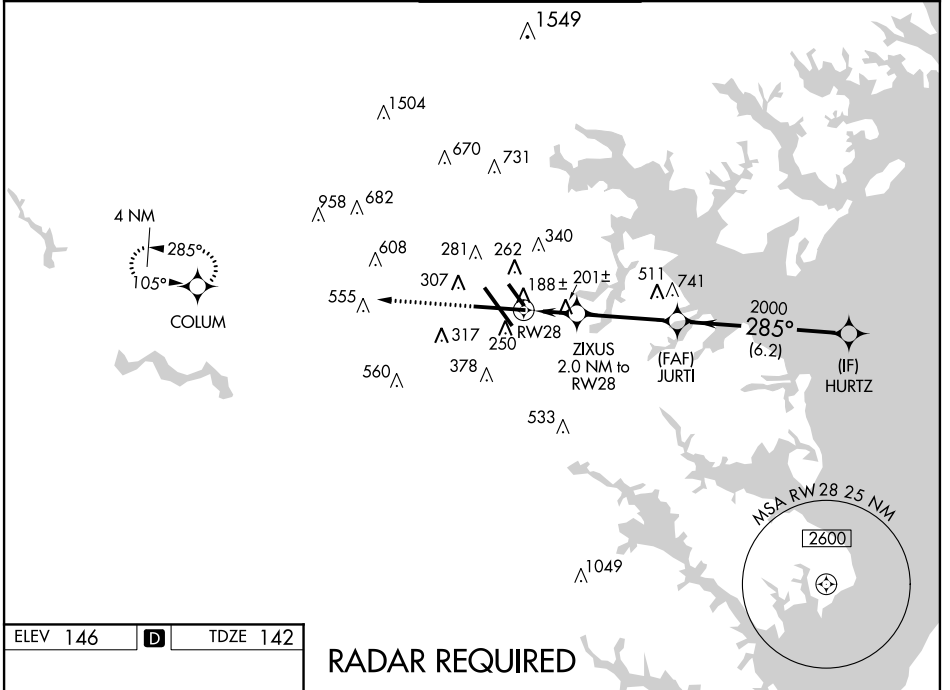 1549
1504
670
731
958
682
4 NM
285°
340
281
262
608
105°
307
188±
201±
511
741
555
2000
COLUM
285°
RW28
317
250
ZIXUS
2.0 NM to
RW28
(6.2)
(FAF)
JURTI
(IF)
HURTZ
560
378
533
MSA RW28 25 NM
2600
1049
ELEV 146
D
TDZE 142
RADAR REQUIRED